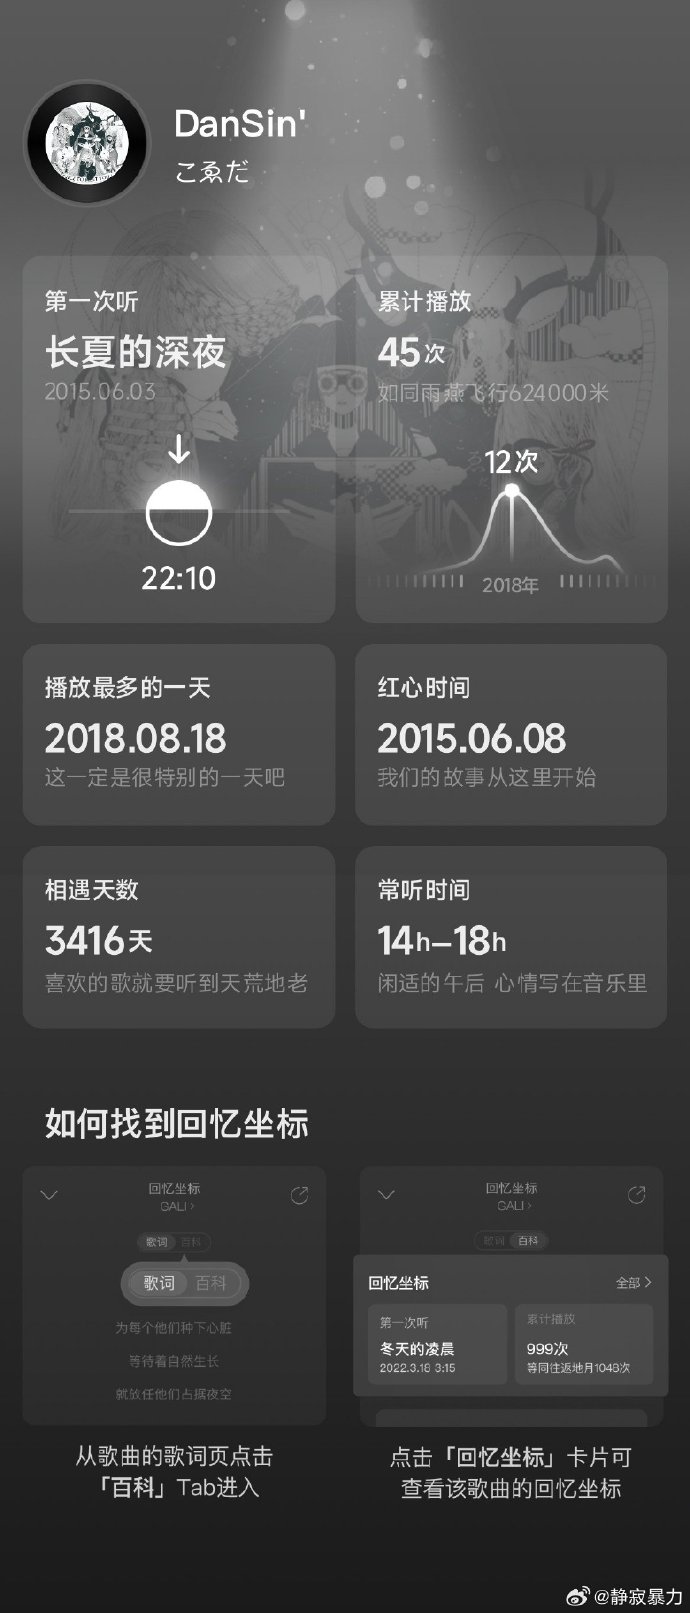 DanSin'
こゑだ
第一次听
长夏的深夜
2015.06.03
22:10
累计播放
45次
如同雨燕飞行624000米
12次
2018年
播放最多的一天
2018.08.18
这一定是很特别的一天吧
红心时间
2015.06.08
我们的故事从这里开始
相遇天数
3416天
喜欢的歌就要听到天荒地老
常听时间
14h–18h
闲适的午后 心情写在音乐里
如何找到回忆坐标
回忆坐标
GALI ›
歌词 百科
歌词 百科
为每个他们种下心脏
等待着自然生长
就放任他们占据夜空
从歌曲的歌词页点击
「百科」Tab进入
回忆坐标
GALI ›
歌词 百科
回忆坐标
全部 ›
第一次听
冬天的凌晨
2022.3.18 3:15
累计播放
999次
等同往返地月1048次
点击「回忆坐标」卡片可
查看该歌曲的回忆坐标
@静寂暴力